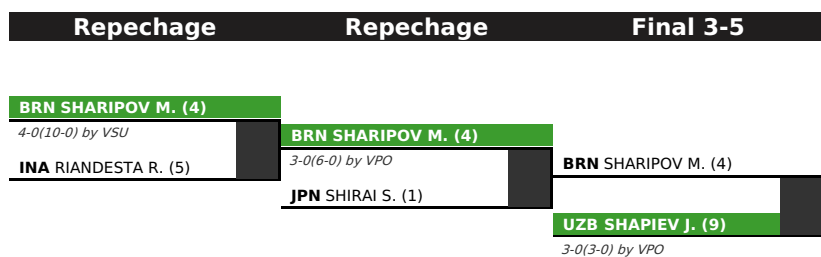 Repechage Repechage Final 3-5
BRN SHARIPOV M. (4)
4-0(10-0) by VSU
INA RIANDESTA R. (5)
BRN SHARIPOV M. (4)
3-0(6-0) by VPO
JPN SHIRAI S. (1)
BRN SHARIPOV M. (4)
UZB SHAPIEV J. (9)
3-0(3-0) by VPO